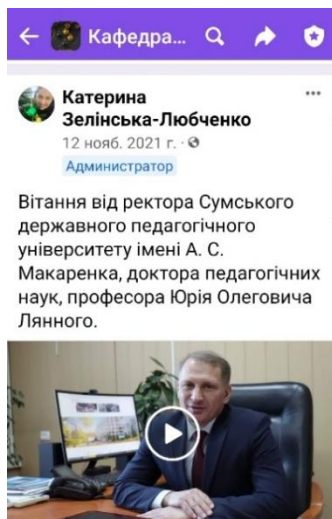 Кафедра...
Катерина
Зелінська-Любченко
12 нояб. 2021 г. ·
Администратор
Вітання від ректора Сумського
державного педагогічного
університету імені А. С.
Макаренка, доктора педагогічних
наук, професора Юрія Олеговича
Лянного.